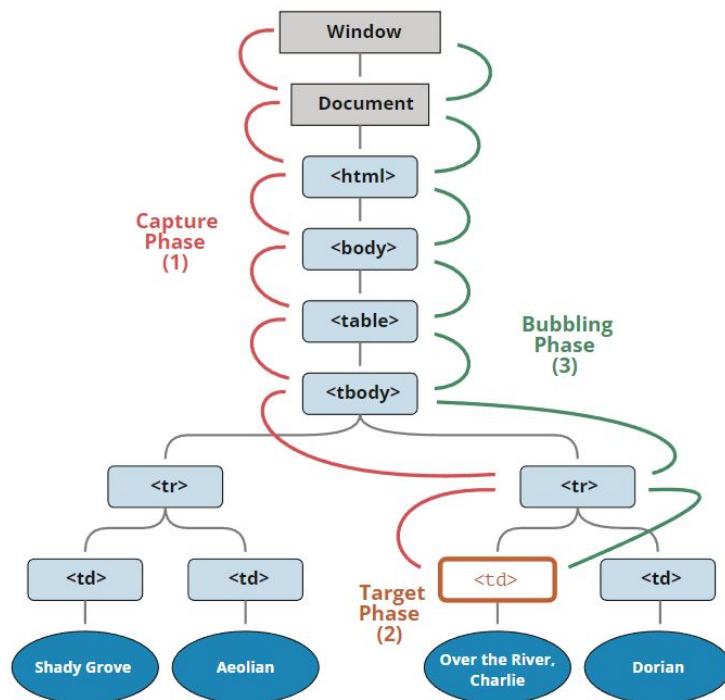 Window
Document
<html>
Capture
Phase
(1)
<body>
<table>
Bubbling
Phase
(3)
<tbody>
<tr>
<tr>
<td>
<td>
Target
Phase
(2)
<td>
<td>
Shady Grove
Aeolian
Over the River,
Charlie
Dorian